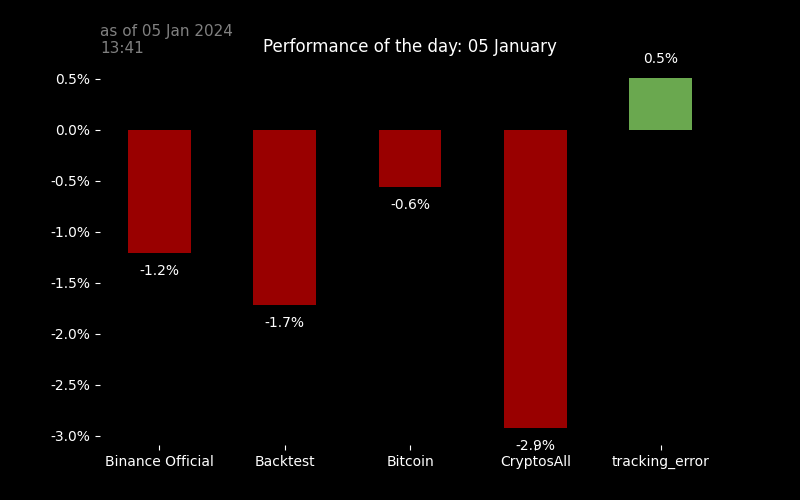 as of 05 Jan 2024
13:41
Performance of the day: 05 January
0.5%
0.5%
0.0%
-0.5%
-1.0%
-1.5%
-2.0%
-2.5%
-3.0%
-1.2%
-1.7%
-0.6%
-2.9%
Binance Official
Backtest
Bitcoin
CryptosAll
tracking_error